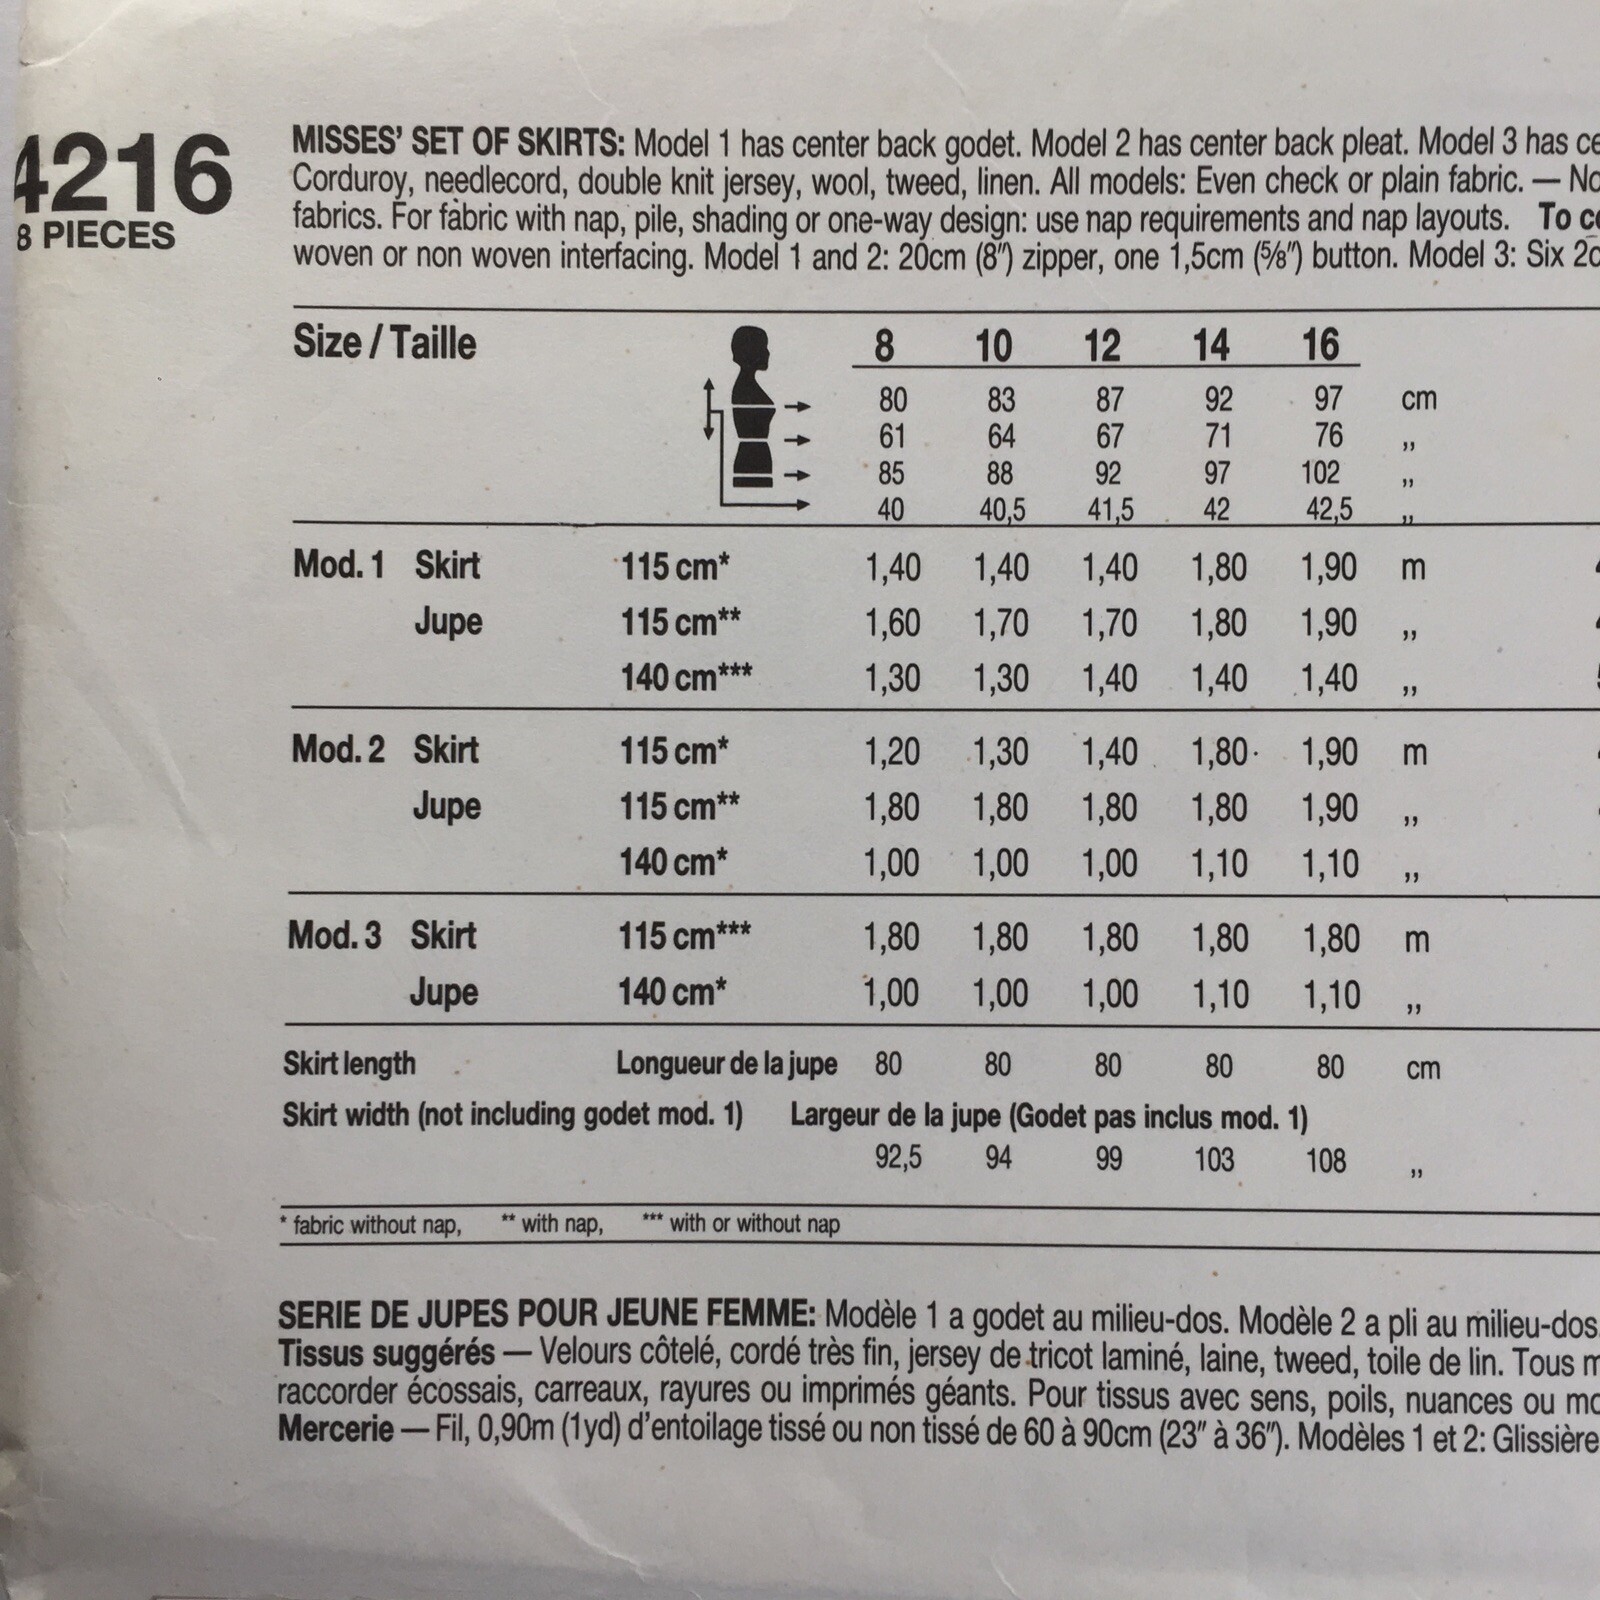 4216
8 PIECES
MISSES' SET OF SKIRTS: Model 1 has center back godet. Model 2 has center back pleat. Model 3 has
Corduroy, needlecord, double knit jersey, wool, tweed, linen. All models: Even check or plain fabric. —
fabrics. For fabric with nap, pile, shading or one-way design: use nap requirements and nap layouts. To
woven or non woven interfacing. Model 1 and 2: 20cm (8″) zipper, one 1,5cm (⅝″) button. Model 3: Six
Size / Taille 8 10 12 14 16
80 83 87 92 97 cm
61 64 67 71 76 ,,
85 88 92 97 102 ,,
40 40,5 41,5 42 42,5 ,,
Mod. 1 Skirt 115 cm* 1,40 1,40 1,40 1,80 1,90 m
Jupe 115 cm** 1,60 1,70 1,70 1,80 1,90 ,,
140 cm*** 1,30 1,30 1,40 1,40 1,40 ,,
Mod. 2 Skirt 115 cm* 1,20 1,30 1,40 1,80 1,90 m
Jupe 115 cm** 1,80 1,80 1,80 1,80 1,90 ,,
140 cm* 1,00 1,00 1,00 1,10 1,10 ,,
Mod. 3 Skirt 115 cm*** 1,80 1,80 1,80 1,80 1,80 m
Jupe 140 cm* 1,00 1,00 1,00 1,10 1,10 ,,
Skirt length Longueur de la jupe 80 80 80 80 80 cm
Skirt width (not including godet mod. 1) Largeur de la jupe (Godet pas inclus mod. 1)
92,5 94 99 103 108 ,,
* fabric without nap, ** with nap, *** with or without nap
SERIE DE JUPES POUR JEUNE FEMME: Modèle 1 a godet au milieu-dos. Modèle 2 a pli au milieu-dos.
Tissus suggérés — Velours côtelé, cordé très fin, jersey de tricot laminé, laine, tweed, toile de lin. Tous
raccorder écossais, carreaux, rayures ou imprimés géants. Pour tissus avec sens, poils, nuances ou
Mercerie — Fil, 0,90m (1yd) d'entoilage tissé ou non tissé de 60 à 90cm (23″ à 36″). Modèles 1 et 2: Glissière